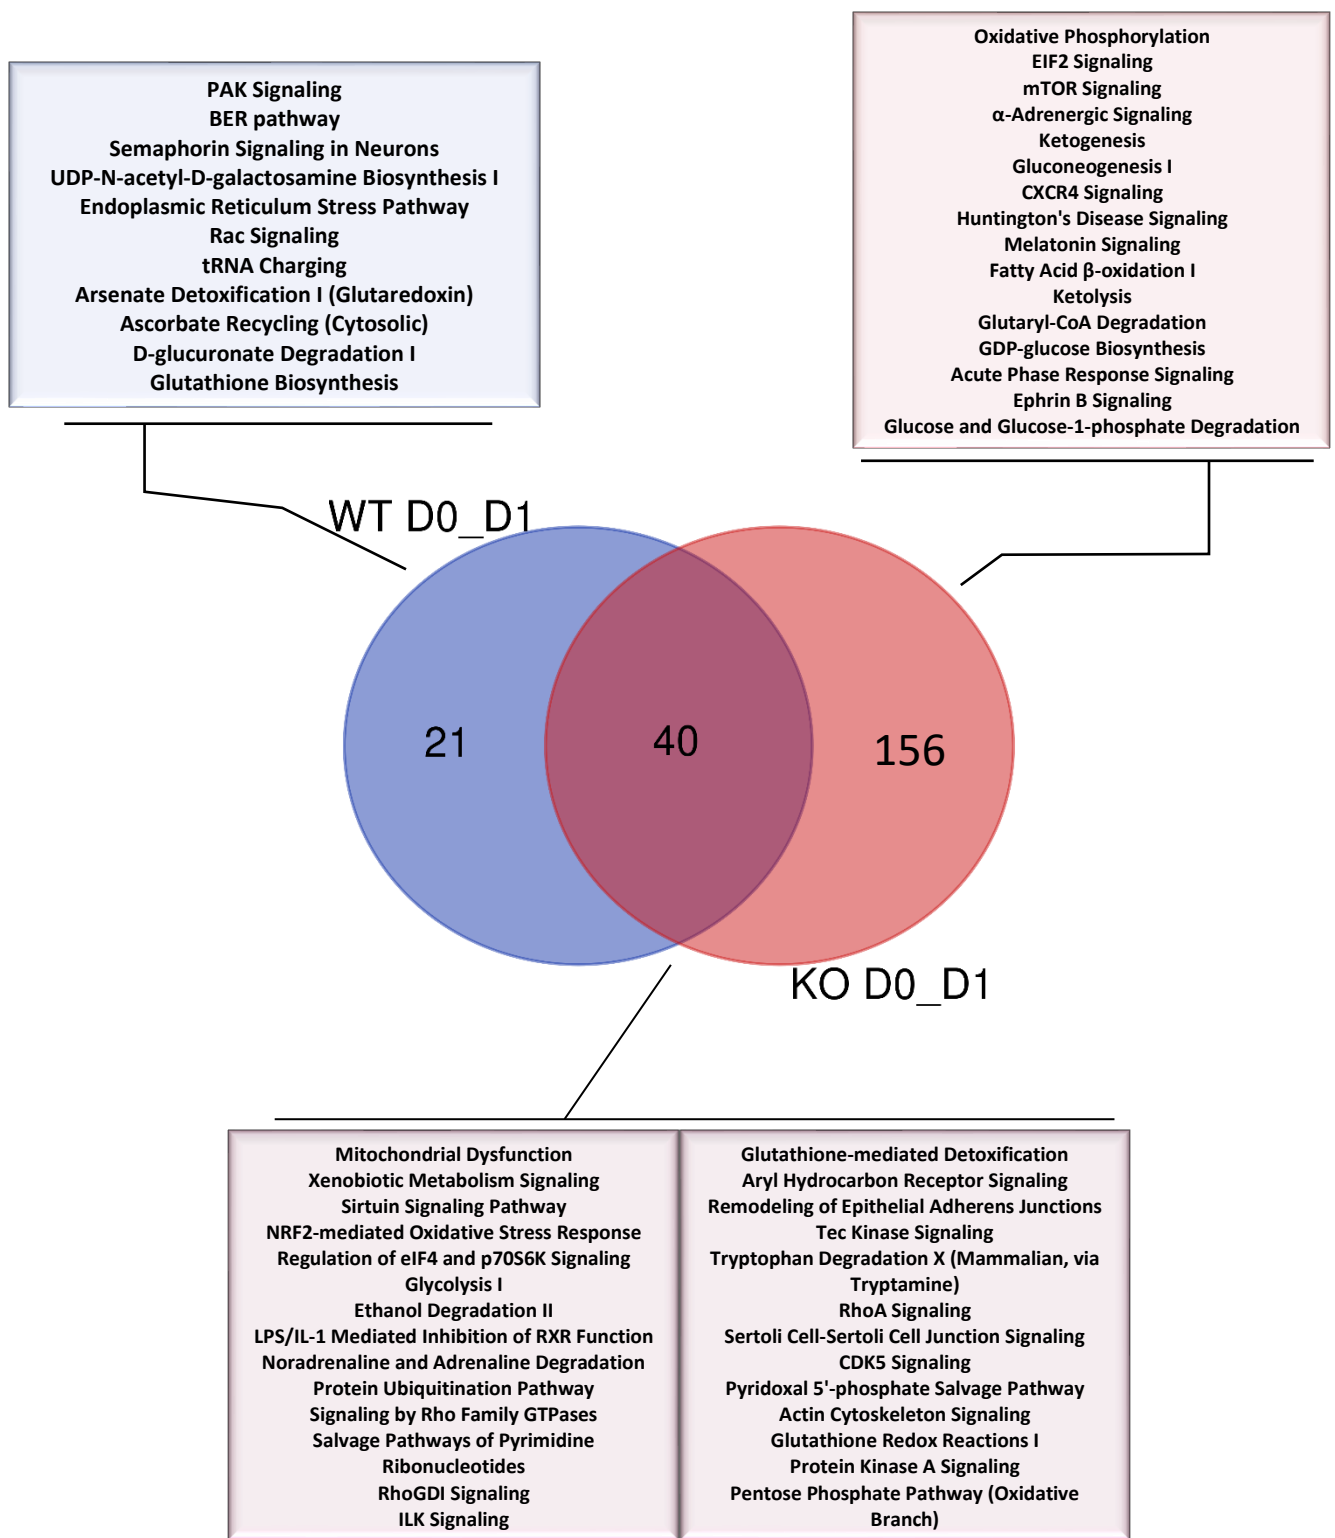 PAK Signaling
BER pathway
Semaphorin Signaling in Neurons
UDP-N-acetyl-D-galactosamine Biosynthesis I
Endoplasmic Reticulum Stress Pathway
Rac Signaling
tRNA Charging
Arsenate Detoxification I (Glutaredoxin)
Ascorbate Recycling (Cytosolic)
D-glucuronate Degradation I
Glutathione Biosynthesis
Oxidative Phosphorylation
EIF2 Signaling
mTOR Signaling
α-Adrenergic Signaling
Ketogenesis
Gluconeogenesis I
CXCR4 Signaling
Huntington's Disease Signaling
Melatonin Signaling
Fatty Acid β-oxidation I
Ketolysis
Glutaryl-CoA Degradation
GDP-glucose Biosynthesis
Acute Phase Response Signaling
Ephrin B Signaling
Glucose and Glucose-1-phosphate Degradation
WT D0_D1
21
40
156
KO D0_D1
Mitochondrial Dysfunction
Xenobiotic Metabolism Signaling
Sirtuin Signaling Pathway
NRF2-mediated Oxidative Stress Response
Regulation of eIF4 and p70S6K Signaling
Glycolysis I
Ethanol Degradation II
LPS/IL-1 Mediated Inhibition of RXR Function
Noradrenaline and Adrenaline Degradation
Protein Ubiquitination Pathway
Signaling by Rho Family GTPases
Salvage Pathways of Pyrimidine
Ribonucleotides
RhoGDI Signaling
ILK Signaling
Glutathione-mediated Detoxification
Aryl Hydrocarbon Receptor Signaling
Remodeling of Epithelial Adherens Junctions
Tec Kinase Signaling
Tryptophan Degradation X (Mammalian, via
Tryptamine)
RhoA Signaling
Sertoli Cell-Sertoli Cell Junction Signaling
CDK5 Signaling
Pyridoxal 5'-phosphate Salvage Pathway
Actin Cytoskeleton Signaling
Glutathione Redox Reactions I
Protein Kinase A Signaling
Pentose Phosphate Pathway (Oxidative
Branch)